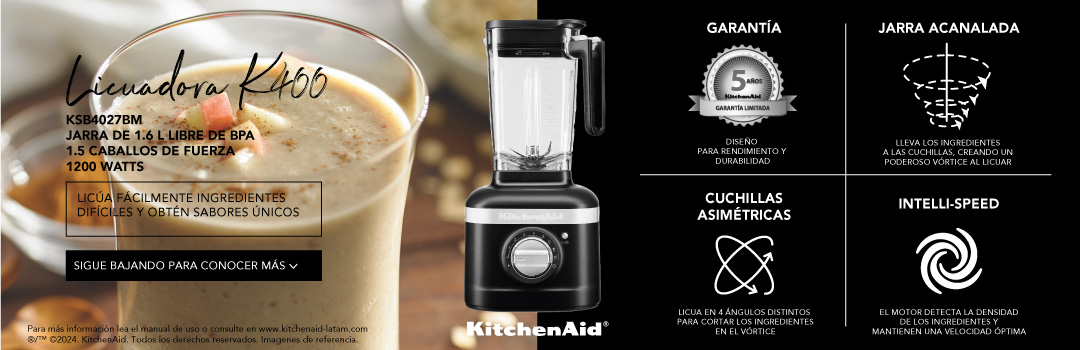 Licuadora K400
KSB4027BM
JARRA DE 1.6 L LIBRE DE BPA
1.5 CABALLOS DE FUERZA
1200 WATTS
LICÚA FÁCILMENTE INGREDIENTES
DIFÍCILES Y OBTÉN SABORES ÚNICOS
SIGUE BAJANDO PARA CONOCER MÁS
Para más información lea el manual de uso o consulte en www.kitchenaid-latam.com
®/™ ©2024. KitchenAid. Todos los derechos reservados. Imagenes de referencia.
KitchenAid
KitchenAid®
GARANTÍA
5 AÑOS
KitchenAid
GARANTÍA LIMITADA
DISEÑO
PARA RENDIMIENTO Y
DURABILIDAD
JARRA ACANALADA
LLEVA LOS INGREDIENTES
A LAS CUCHILLAS, CREANDO UN
PODEROSO VÓRTICE AL LICUAR
CUCHILLAS
ASIMÉTRICAS
LICUA EN 4 ÁNGULOS DISTINTOS
PARA CORTAR LOS INGREDIENTES
EN EL VÓRTICE
INTELLI-SPEED
EL MOTOR DETECTA LA DENSIDAD
DE LOS INGREDIENTES Y
MANTIENEN UNA VELOCIDAD ÓPTIMA